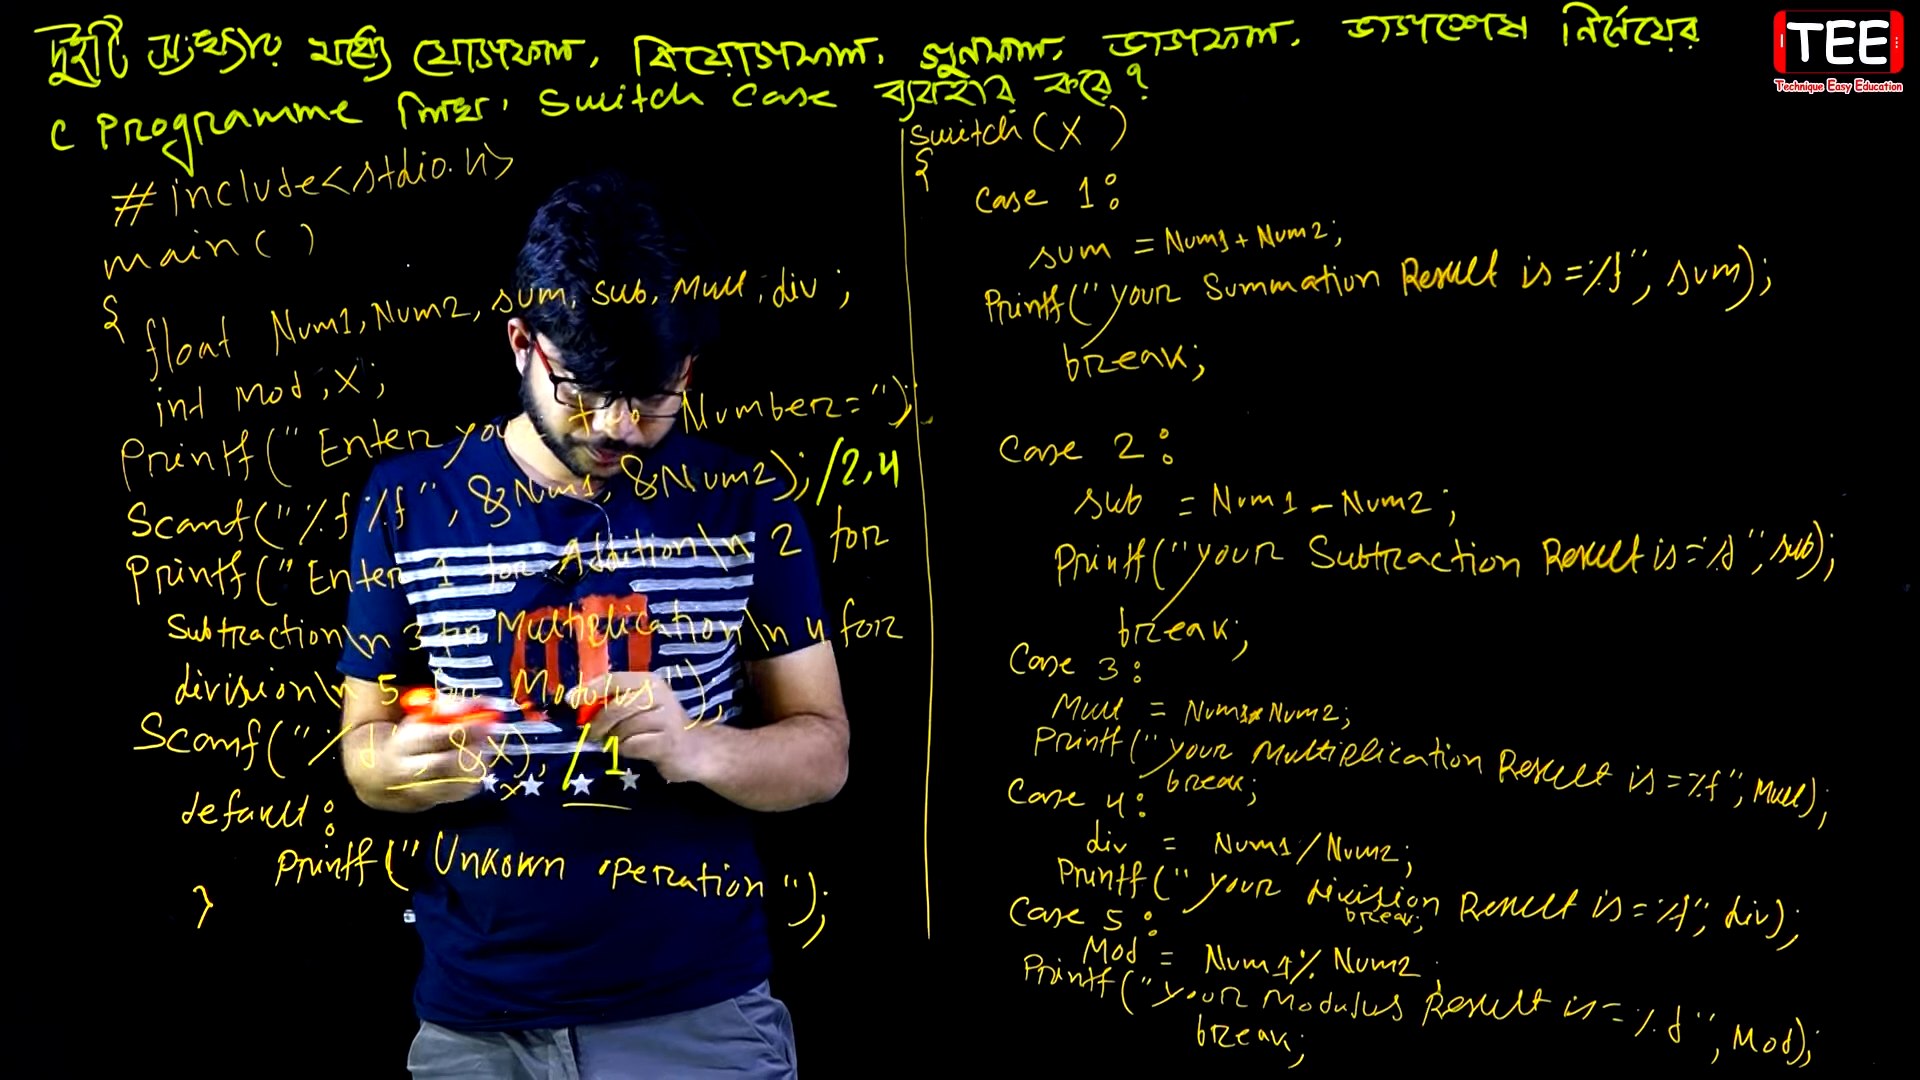 দুইটি সংখ্যার মধ্যে যোগফল, বিয়োগফল, গুনফল, ভাগফল, ভাগশেষ নির্নয়ের
C Programme লিখ, Switch Case ব্যবহার করে?
#include<stdio.h>
main( )
{
float Num1, Num2, sum, sub, Mull, div ;
int Mod, X ;
Printf("Enter you two Number=");
Scanf("%f %f", &Num1, &Num2); /2,4
Printf("Enter 1 for Addition\n 2 for
Subtraction\n 3 for Multiplication\n 4 for
division\n 5 for Modulus");
Scanf("%d", &X); /1
default :
Printf("Unkown operation");
}
Switch(X )
{
Case 1:
sum = Num1 + Num2;
Printf("your Summation Result is =%f", sum);
break;
Case 2 :
sub = Num1 - Num2 ;
Printf("your Subtraction Result is=%f", sub);
break;
Case 3 :
Mull = Num1* Num2;
Printf("your Multiplication Result is =%f", Mull);
break;
Case 4:
div = Num1 / Num2;
Printf("your division Result is =%f", div);
break;
Case 5 :
Mod = Num1% Num2 ;
Printf("your Modulus Result is =%d", Mod);
break;
TEE
Technique Easy Education